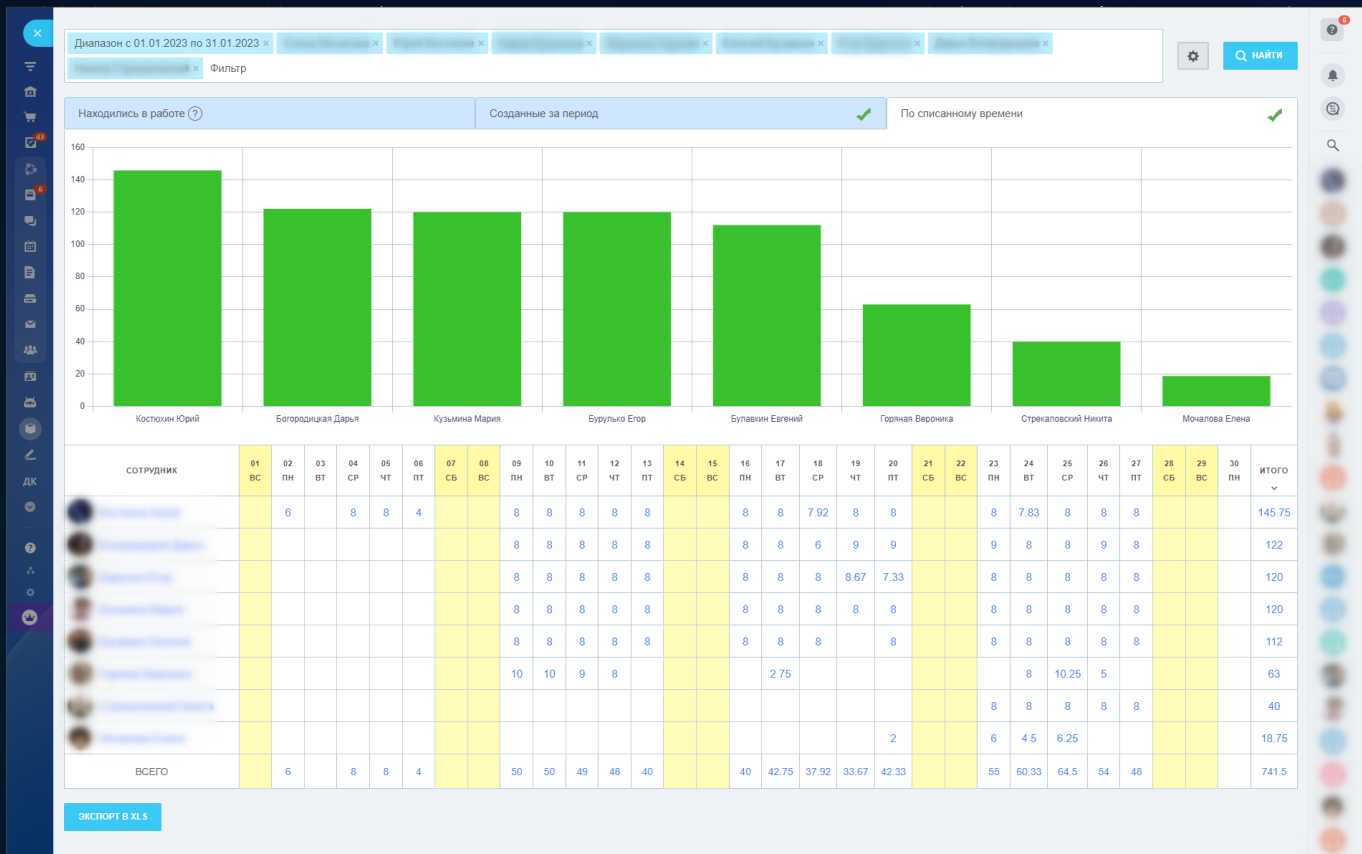 6
Диапазон с 01.01.2023 по 31.01.2023 × × × × × × × ×
× Фильтр
НАЙТИ
Находились в работе ?
Созданные за период
По списанному времени
43
6
ДК
160
140
120
100
80
60
40
20
0
Костюхин Юрий Богородицкая Дарья Кузьмина Мария Бурулько Егор Булавкин Евгений Горяная Вероника Стрекаловский Никита Мочалова Елена
СОТРУДНИК 01 ВС 02 ПН 03 ВТ 04 СР 05 ЧТ 06 ПТ 07 СБ 08 ВС 09 ПН 10 ВТ 11 СР 12 ЧТ 13 ПТ 14 СБ 15 ВС 16 ПН 17 ВТ 18 СР 19 ЧТ 20 ПТ 21 СБ 22 ВС 23 ПН 24 ВТ 25 СР 26 ЧТ 27 ПТ 28 СБ 29 ВС 30 ПН ИТОГО
6 8 8 4 8 8 8 8 8 8 8 7.92 8 8 8 7.83 8 8 8 145.75
8 8 8 8 8 8 8 6 9 9 9 8 8 9 8 122
8 8 8 8 8 8 8 8 8.67 7.33 8 8 8 8 8 120
8 8 8 8 8 8 8 8 8 8 8 8 8 8 8 120
8 8 8 8 8 8 8 8 8 8 8 8 8 8 112
10 10 9 8 2.75 8 10.25 5 63
8 8 8 8 8 40
2 6 4.5 6.25 18.75
ВСЕГО 6 8 8 4 50 50 49 48 40 40 42.75 37.92 33.67 42.33 55 60.33 64.5 54 48 741.5
ЭКСПОРТ В XLS